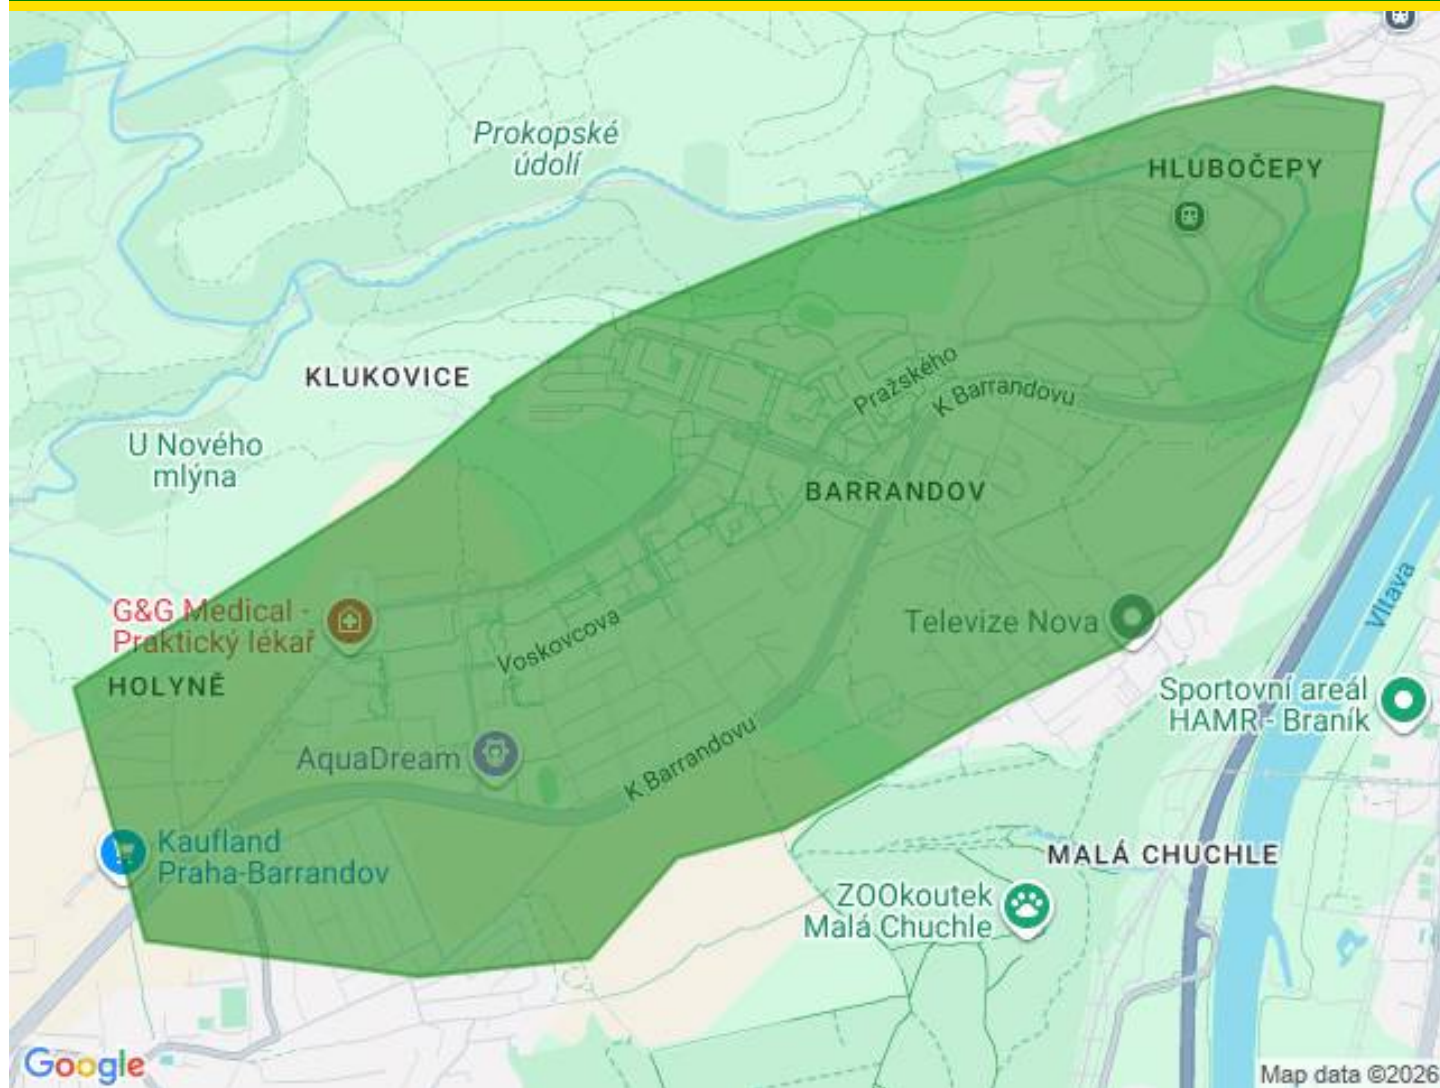 Prokopské
údolí
HLUBOČEPY
KLUKOVICE
Pražského
K Barrandovu
U Nového
mlýna
BARRANDOV
Vltava
G&G Medical -
Praktický lékař
Voskovcova
Televize Nova
HOLYNĚ
Sportovní areál
HAMR - Braník
K Barrandovu
AquaDream
Kaufland
Praha-Barrandov
MALÁ CHUCHLE
ZOOkoutek
Malá Chuchle
Google
Map data ©2026